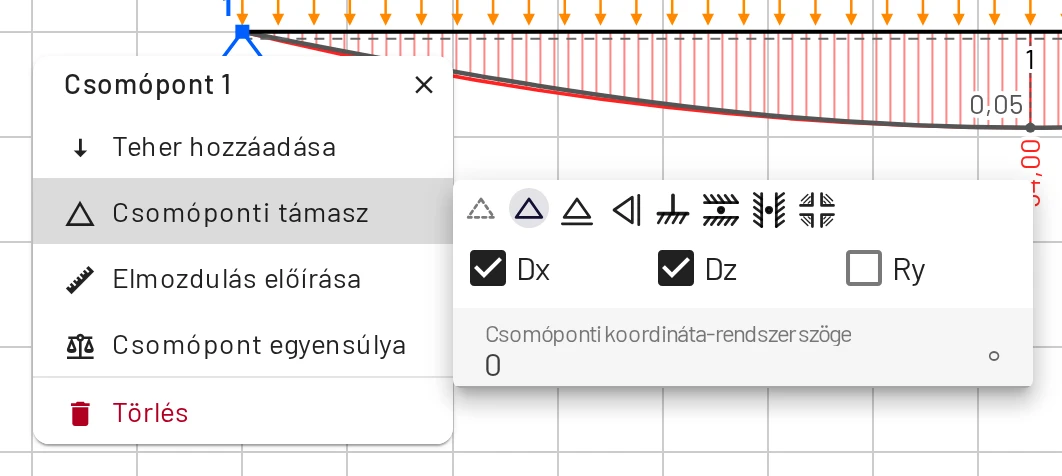 1
1
0,05
Csomópont 1
Teher hozzáadása
Csomóponti támasz
Elmozdulás előírása
Csomópont egyensúlya
Törlés
Dx Dz Ry
Csomóponti koordináta-rendszer szöge
0 °